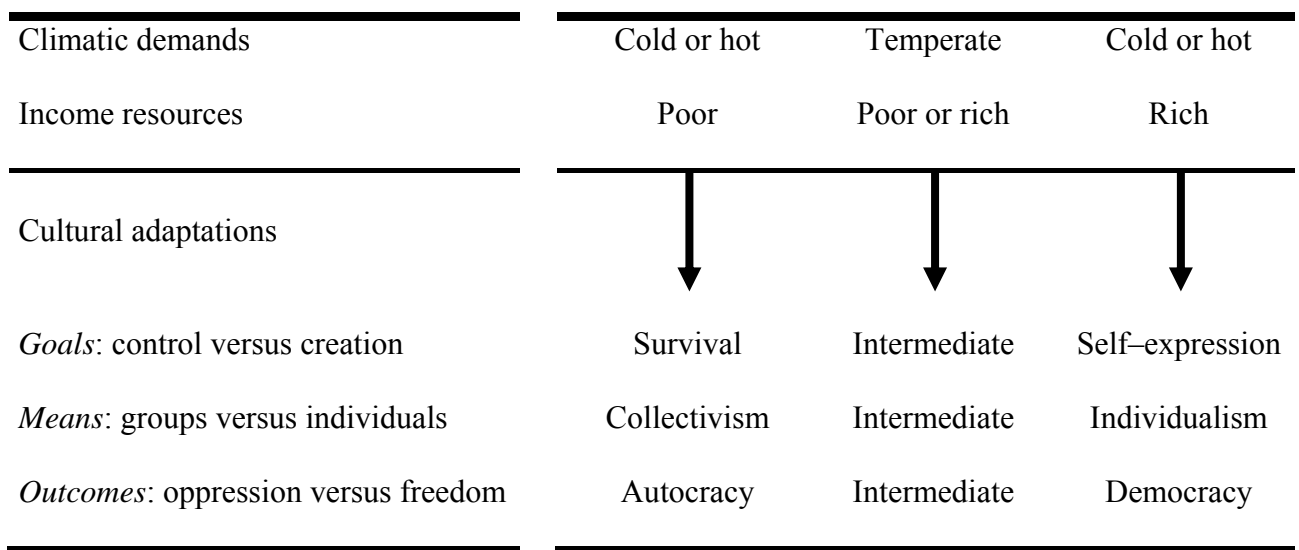 Climatic demands Cold or hot Temperate Cold or hot
Income resources Poor Poor or rich Rich
Cultural adaptations
Goals: control versus creation Survival Intermediate Self–expression
Means: groups versus individuals Collectivism Intermediate Individualism
Outcomes: oppression versus freedom Autocracy Intermediate Democracy